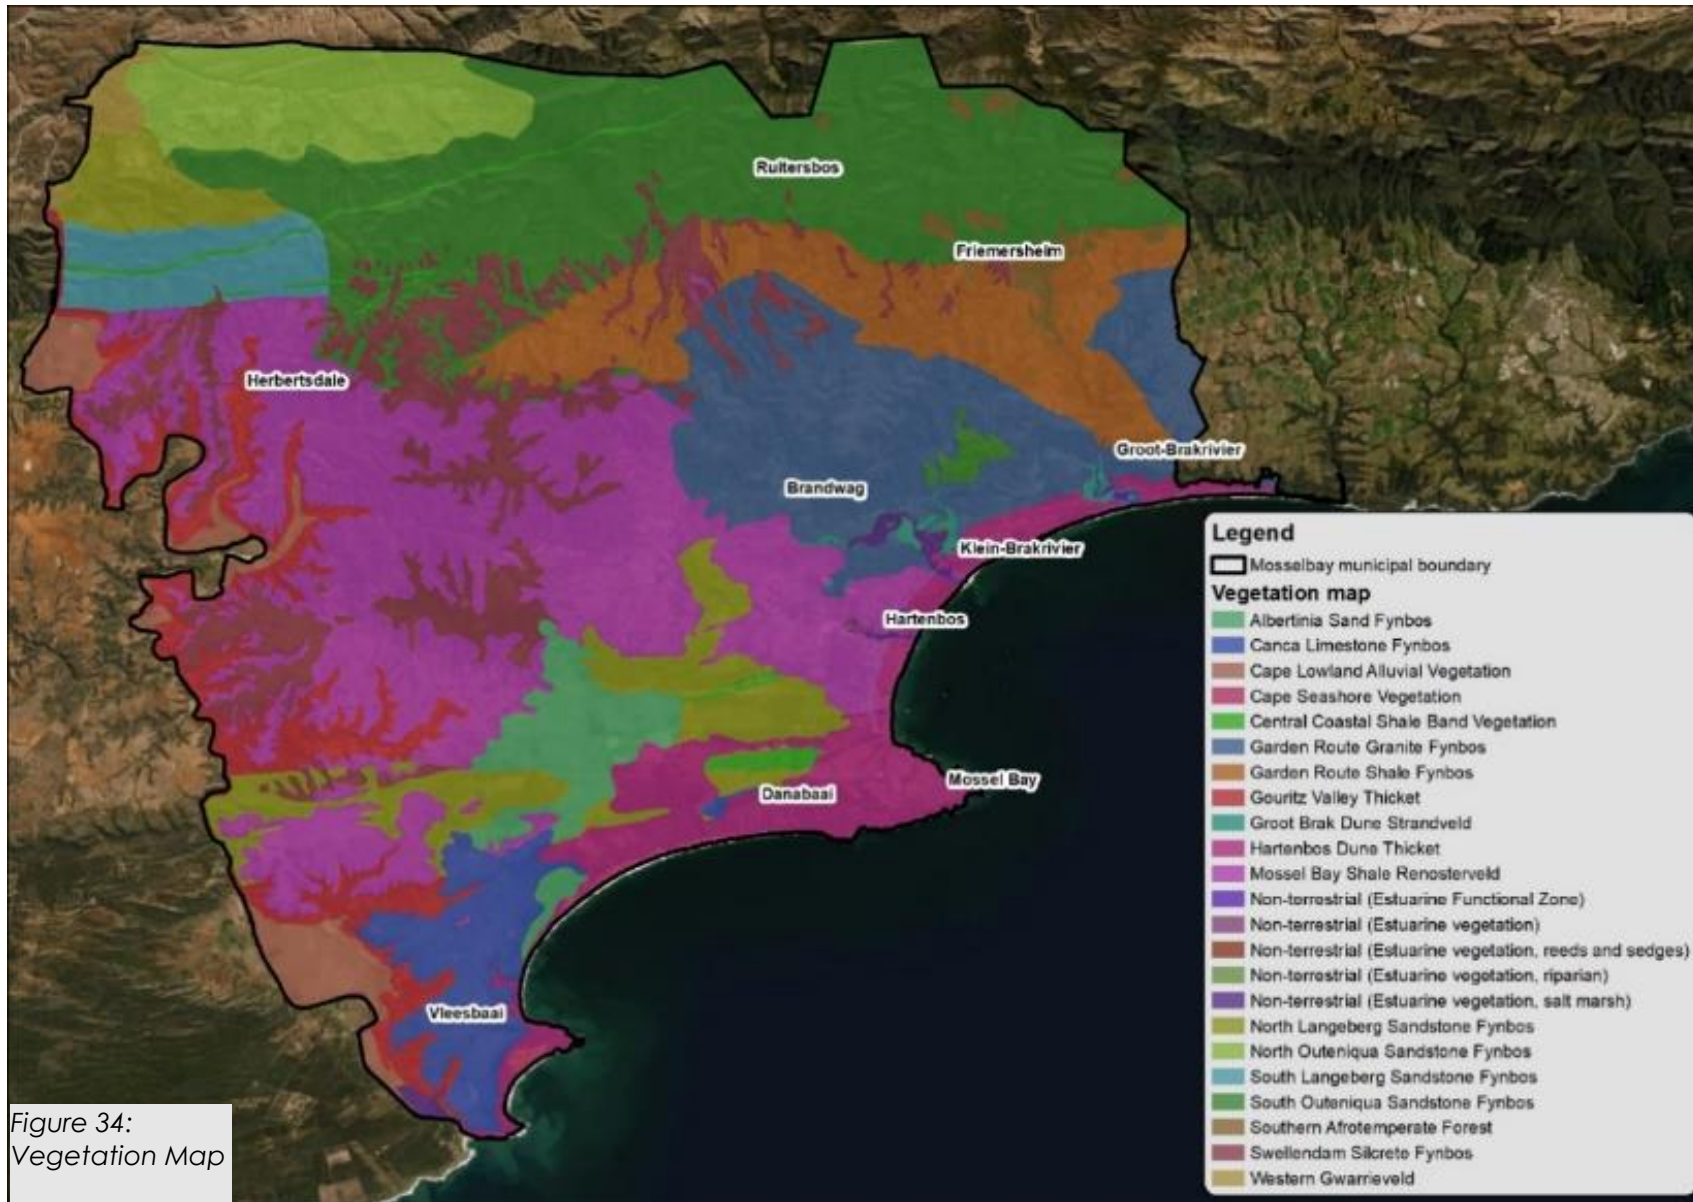 Ruitersbos
Friemersheim
Herbertsdale
Groot-Brakrivier
Brandwag
Klein-Brakrivier
Hartenbos
Mossel Bay
Danabaai
Vleesbaai
Legend
Mosselbay municipal boundary
Vegetation map
Albertinia Sand Fynbos
Canca Limestone Fynbos
Cape Lowland Alluvial Vegetation
Cape Seashore Vegetation
Central Coastal Shale Band Vegetation
Garden Route Granite Fynbos
Garden Route Shale Fynbos
Gouritz Valley Thicket
Groot Brak Dune Strandveld
Hartenbos Dune Thicket
Mossel Bay Shale Renosterveld
Non-terrestrial (Estuarine Functional Zone)
Non-terrestrial (Estuarine vegetation)
Non-terrestrial (Estuarine vegetation, reeds and sedges)
Non-terrestrial (Estuarine vegetation, riparian)
Non-terrestrial (Estuarine vegetation, salt marsh)
North Langeberg Sandstone Fynbos
North Outeniqua Sandstone Fynbos
South Langeberg Sandstone Fynbos
South Outeniqua Sandstone Fynbos
Southern Afrotemperate Forest
Swellendam Silcrete Fynbos
Western Gwarrieveld
Figure 34:
Vegetation Map